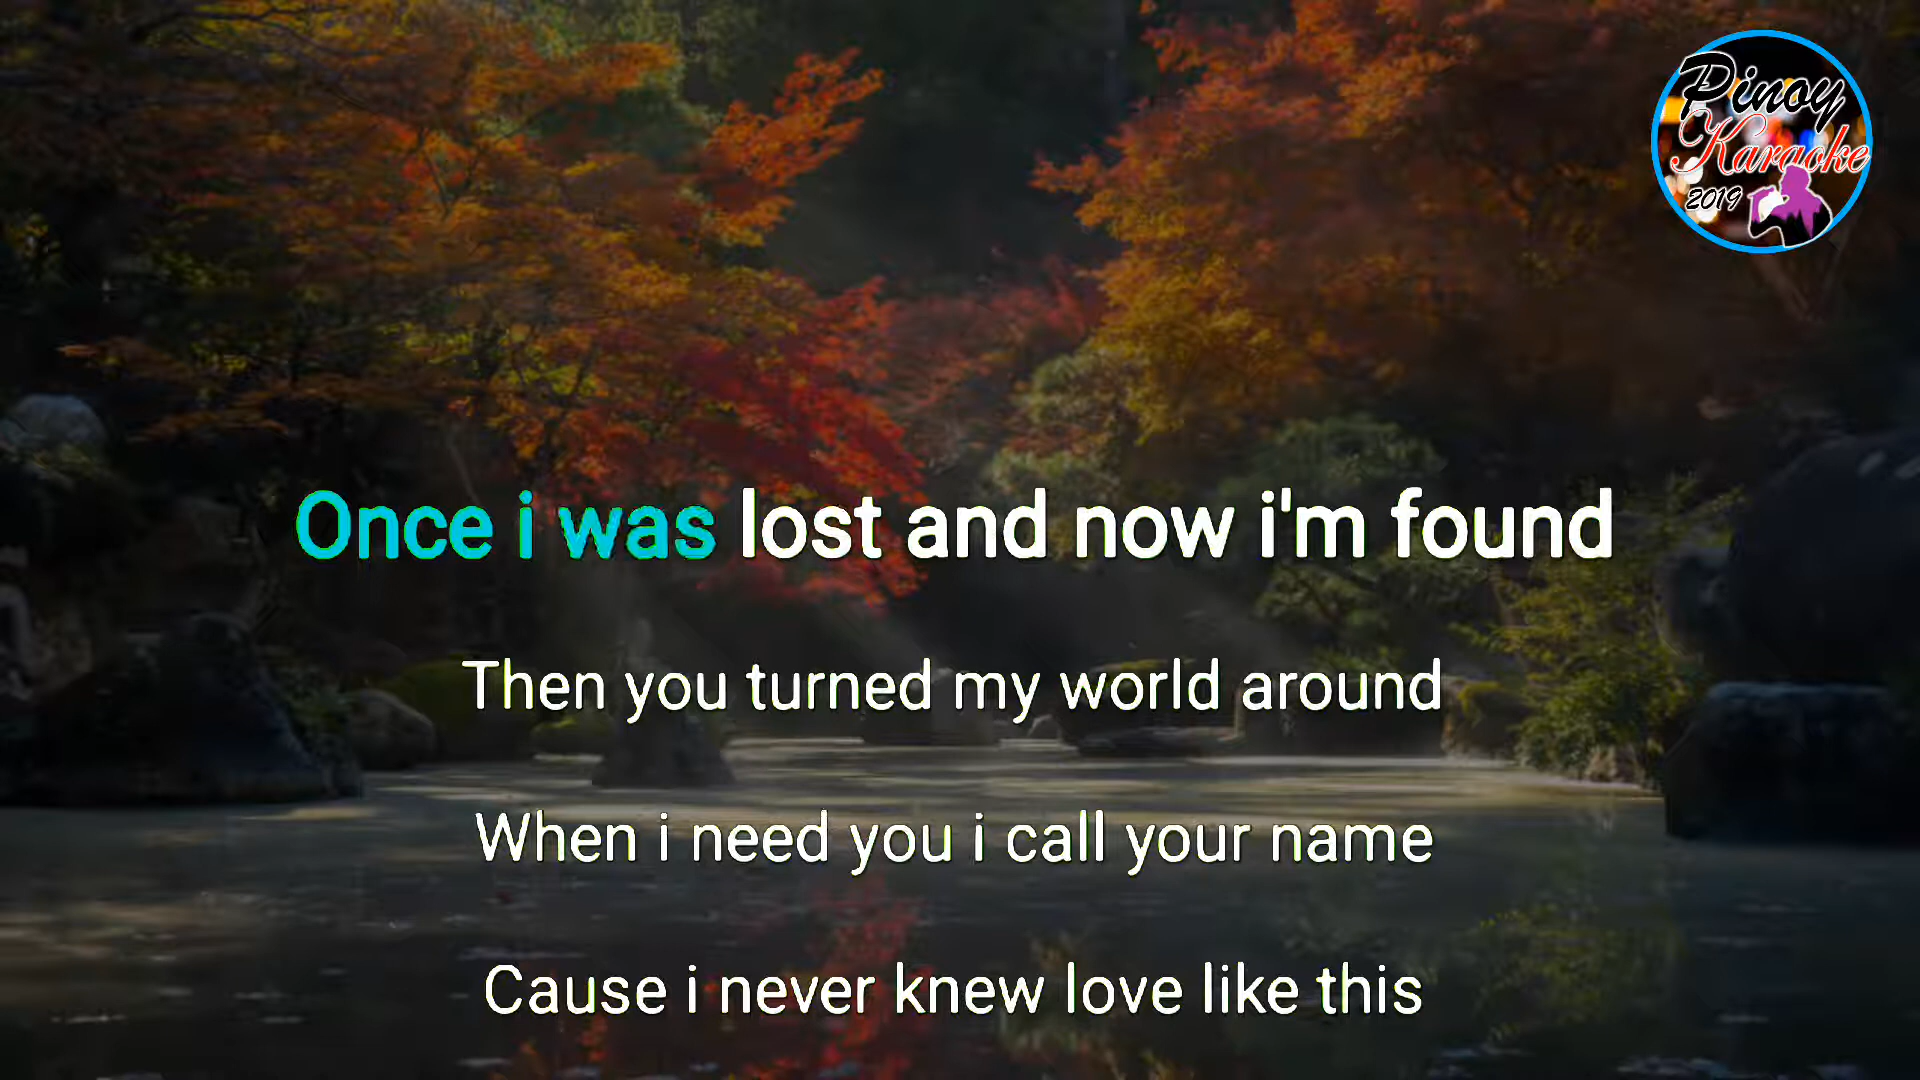 Pinoy
Karaoke
2019
Once i was lost and now i'm found
Then you turned my world around
When i need you i call your name
Cause i never knew love like this